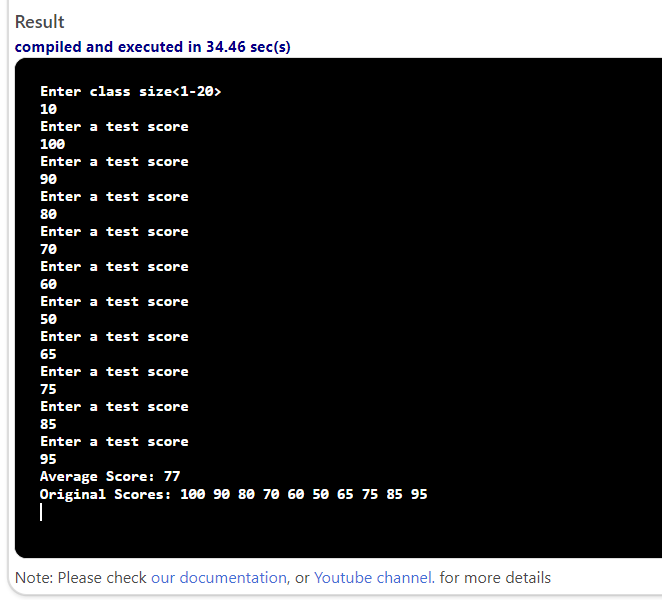 Result
compiled and executed in 34.46 sec(s)
Enter class size<1-20>
10
Enter a test score
100
Enter a test score
90
Enter a test score
80
Enter a test score
70
Enter a test score
60
Enter a test score
50
Enter a test score
65
Enter a test score
75
Enter a test score
85
Enter a test score
95
Average Score: 77
Original Scores: 100 90 80 70 60 50 65 75 85 95
Note: Please check our documentation, or Youtube channel. for more details